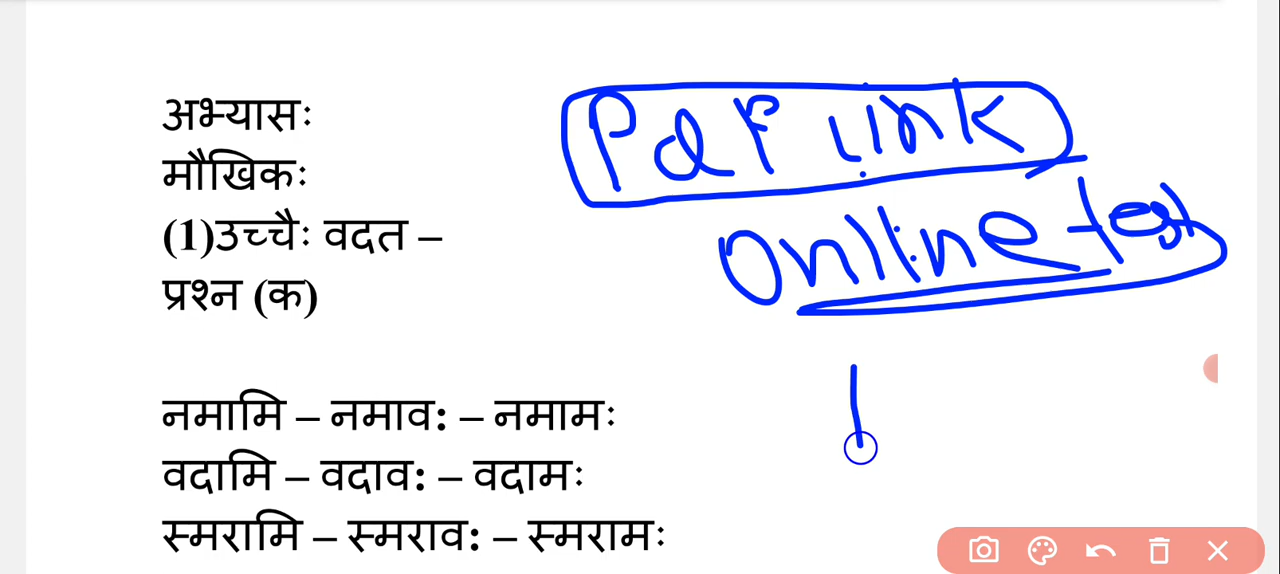 अभ्यासः
मौखिकः
(1)उच्चैः वदत –
प्रश्न (क)
Pdf Link
Online test
नमामि – नमाव: – नमामः
वदामि – वदाव: – वदामः
स्मरामि – स्मराव: – स्मरामः